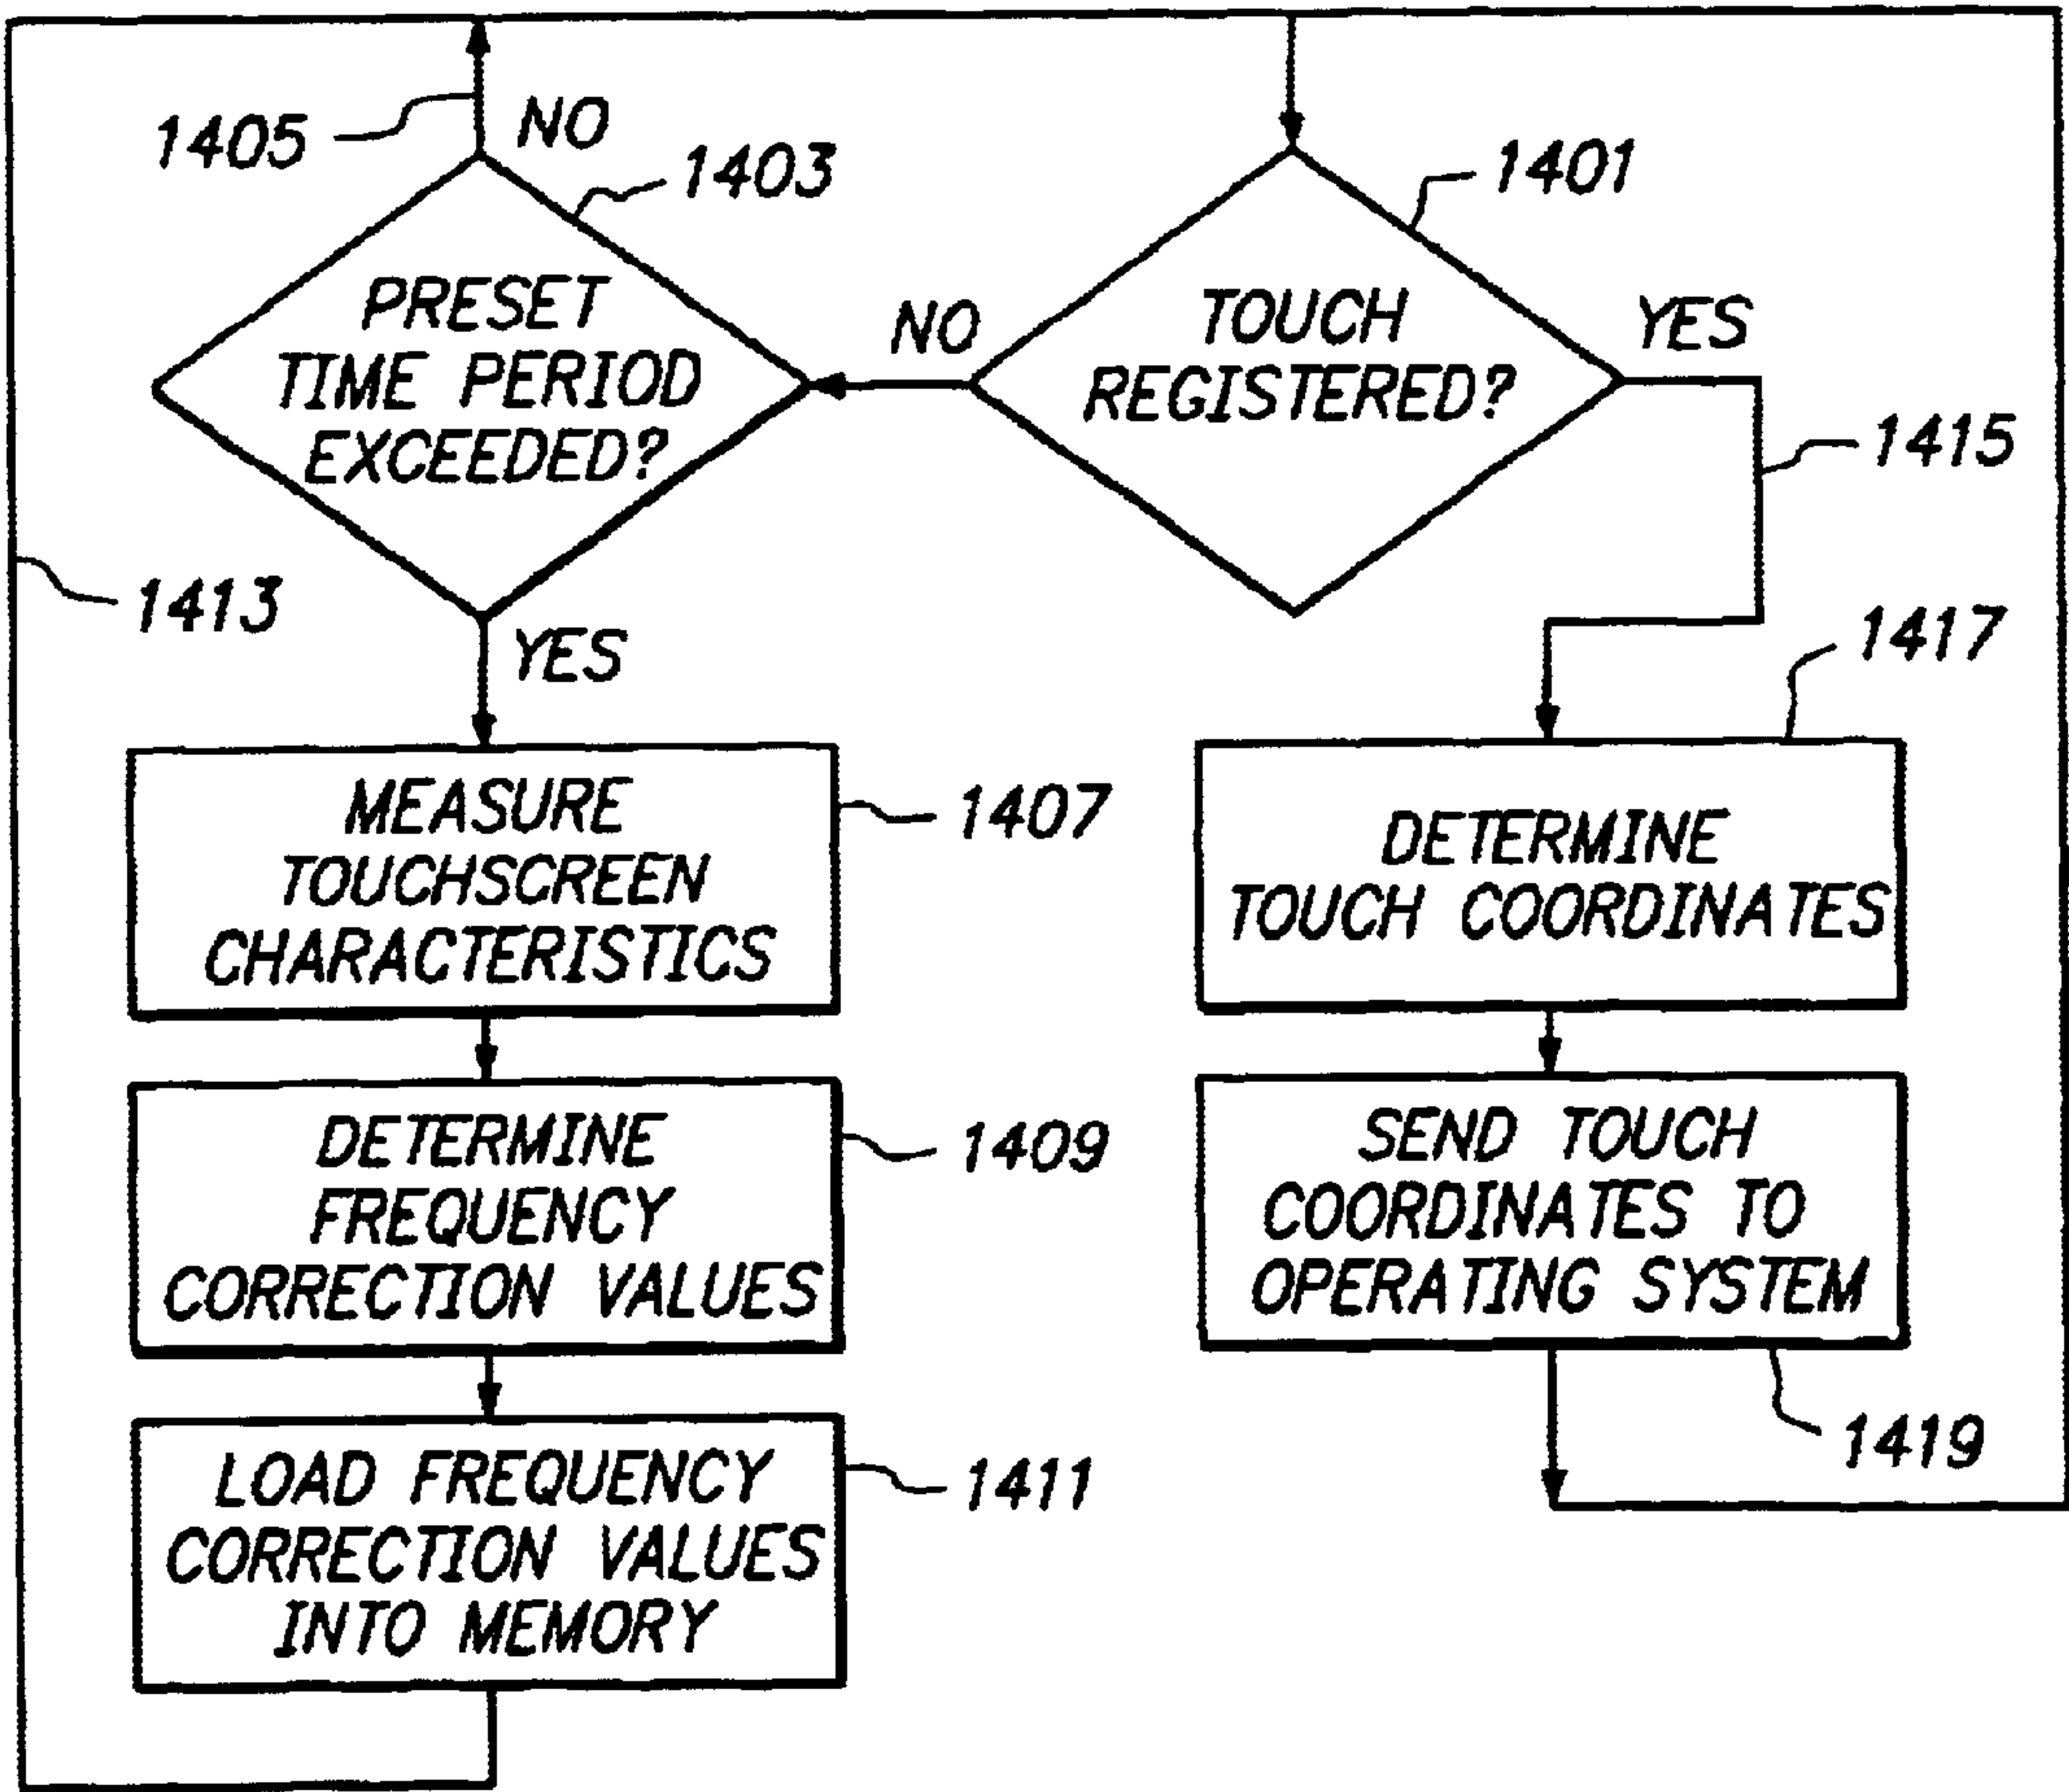 1405
NO
1403
1401
PRESET
TIME PERIOD
EXCEEDED?
NO
TOUCH
REGISTERED?
YES
1415
1413
YES
1417
MEASURE
TOUCHSCREEN
CHARACTERISTICS
1407
DETERMINE
TOUCH COORDINATES
DETERMINE
FREQUENCY
CORRECTION VALUES
1409
SEND TOUCH
COORDINATES TO
OPERATING SYSTEM
1419
LOAD FREQUENCY
CORRECTION VALUES
INTO MEMORY
1411